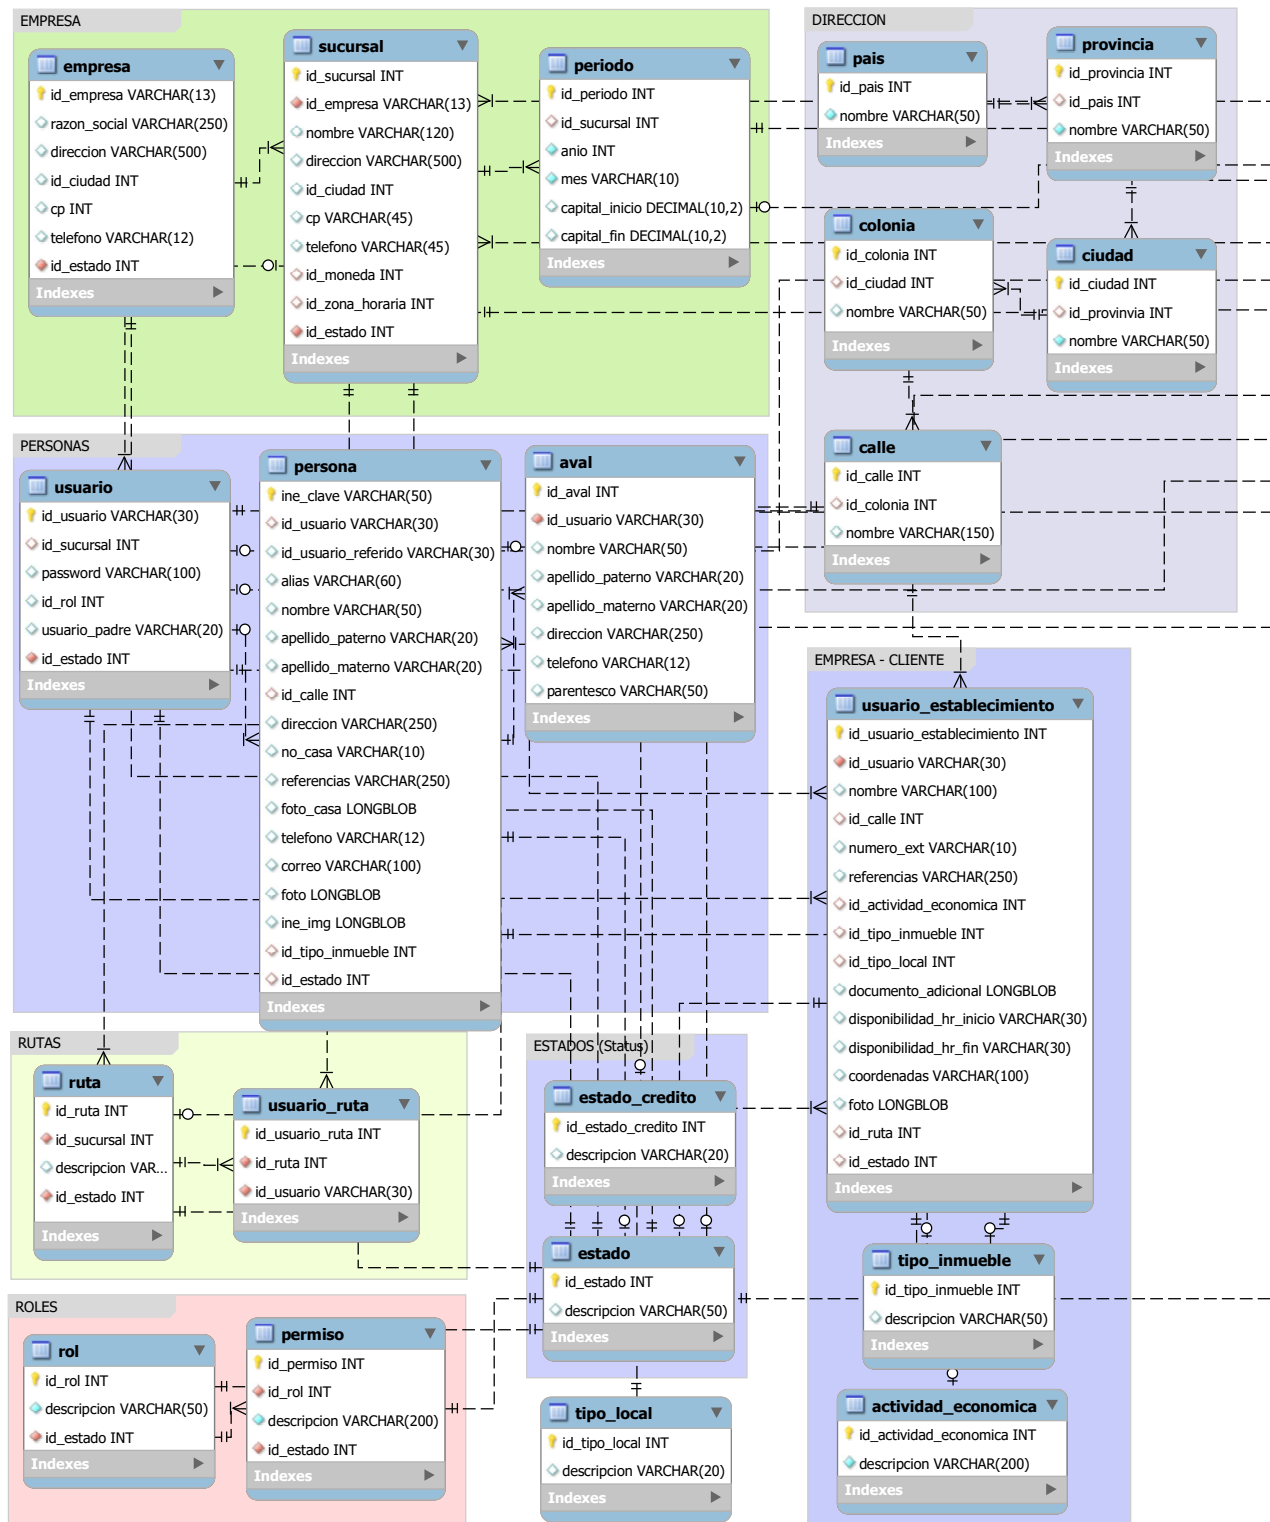 EMPRESA
empresa
id_empresa VARCHAR(13)
razon_social VARCHAR(250)
direccion VARCHAR(500)
id_ciudad INT
cp INT
telefono VARCHAR(12)
id_estado INT
Indexes
sucursal
id_sucursal INT
id_empresa VARCHAR(13)
nombre VARCHAR(120)
direccion VARCHAR(500)
id_ciudad INT
cp VARCHAR(45)
telefono VARCHAR(45)
id_moneda INT
id_zona_horaria INT
id_estado INT
Indexes
periodo
id_periodo INT
id_sucursal INT
anio INT
mes VARCHAR(10)
capital_inicio DECIMAL(10,2)
capital_fin DECIMAL(10,2)
Indexes
DIRECCION
pais
id_pais INT
nombre VARCHAR(50)
Indexes
provincia
id_provincia INT
id_pais INT
nombre VARCHAR(50)
Indexes
colonia
id_colonia INT
id_ciudad INT
nombre VARCHAR(50)
Indexes
ciudad
id_ciudad INT
id_provinvia INT
nombre VARCHAR(50)
Indexes
calle
id_calle INT
id_colonia INT
nombre VARCHAR(150)
Indexes
PERSONAS
usuario
id_usuario VARCHAR(30)
id_sucursal INT
password VARCHAR(100)
id_rol INT
usuario_padre VARCHAR(20)
id_estado INT
Indexes
persona
ine_clave VARCHAR(50)
id_usuario VARCHAR(30)
id_usuario_referido VARCHAR(30)
alias VARCHAR(60)
nombre VARCHAR(50)
apellido_paterno VARCHAR(20)
apellido_materno VARCHAR(20)
id_calle INT
direccion VARCHAR(250)
no_casa VARCHAR(10)
referencias VARCHAR(250)
foto_casa LONGBLOB
telefono VARCHAR(12)
correo VARCHAR(100)
foto LONGBLOB
ine_img LONGBLOB
id_tipo_inmueble INT
id_estado INT
Indexes
aval
id_aval INT
id_usuario VARCHAR(30)
nombre VARCHAR(50)
apellido_paterno VARCHAR(20)
apellido_materno VARCHAR(20)
direccion VARCHAR(250)
telefono VARCHAR(12)
parentesco VARCHAR(50)
Indexes
EMPRESA - CLIENTE
usuario_establecimiento
id_usuario_establecimiento INT
id_usuario VARCHAR(30)
nombre VARCHAR(100)
id_calle INT
numero_ext VARCHAR(10)
referencias VARCHAR(250)
id_actividad_economica INT
id_tipo_inmueble INT
id_tipo_local INT
documento_adicional LONGBLOB
disponibilidad_hr_inicio VARCHAR(30)
disponibilidad_hr_fin VARCHAR(30)
coordenadas VARCHAR(100)
foto LONGBLOB
id_ruta INT
id_estado INT
Indexes
tipo_inmueble
id_tipo_inmueble INT
descripcion VARCHAR(50)
Indexes
actividad_economica
id_actividad_economica INT
descripcion VARCHAR(200)
Indexes
RUTAS
ruta
id_ruta INT
id_sucursal INT
descripcion VAR...
id_estado INT
Indexes
usuario_ruta
id_usuario_ruta INT
id_ruta INT
id_usuario VARCHAR(30)
Indexes
ESTADOS (Status)
estado_credito
id_estado_credito INT
descripcion VARCHAR(20)
Indexes
estado
id_estado INT
descripcion VARCHAR(50)
Indexes
tipo_local
id_tipo_local INT
descripcion VARCHAR(20)
Indexes
ROLES
rol
id_rol INT
descripcion VARCHAR(50)
id_estado INT
Indexes
permiso
id_permiso INT
id_rol INT
descripcion VARCHAR(200)
id_estado INT
Indexes